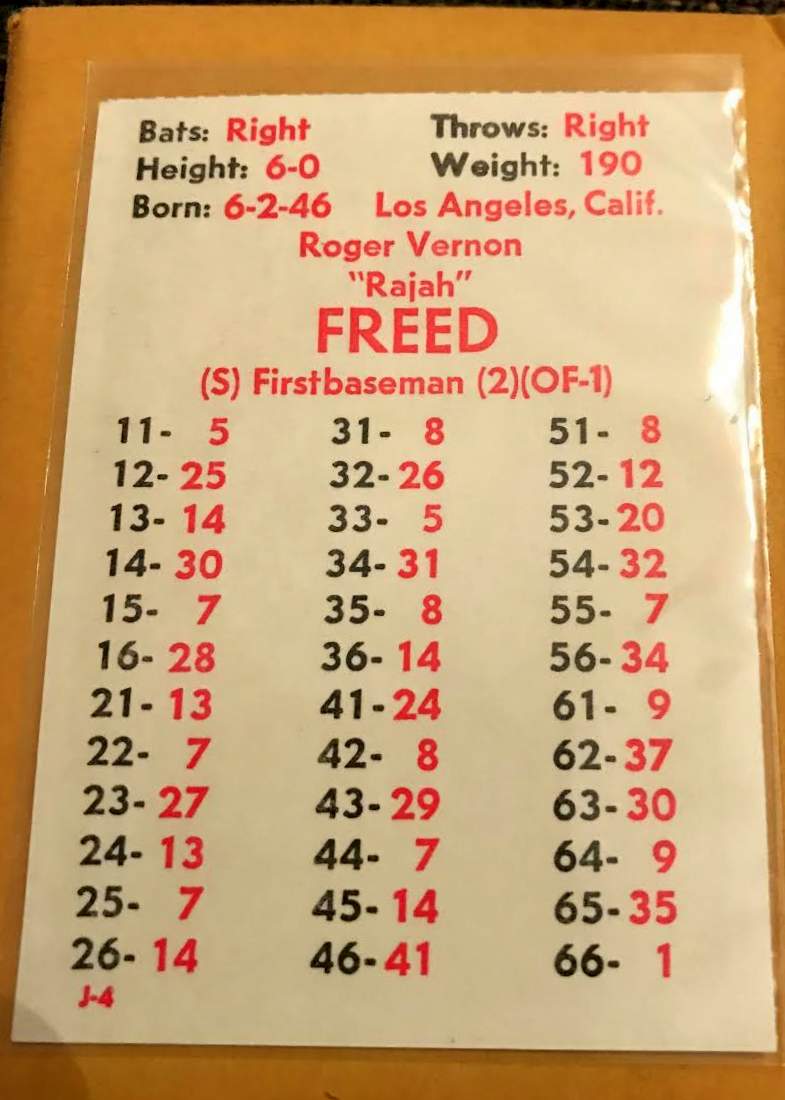 Bats: Right Throws: Right
Height: 6-0 Weight: 190
Born: 6-2-46 Los Angeles, Calif.
Roger Vernon
"Rajah"
FREED
(S) Firstbaseman (2)(OF-1)
11- 5 31- 8 51- 8
12-25 32-26 52-12
13-14 33- 5 53-20
14-30 34-31 54-32
15- 7 35- 8 55- 7
16-28 36-14 56-34
21-13 41-24 61- 9
22- 7 42- 8 62-37
23-27 43-29 63-30
24-13 44- 7 64- 9
25- 7 45-14 65-35
26-14 46-41 66- 1
J-4